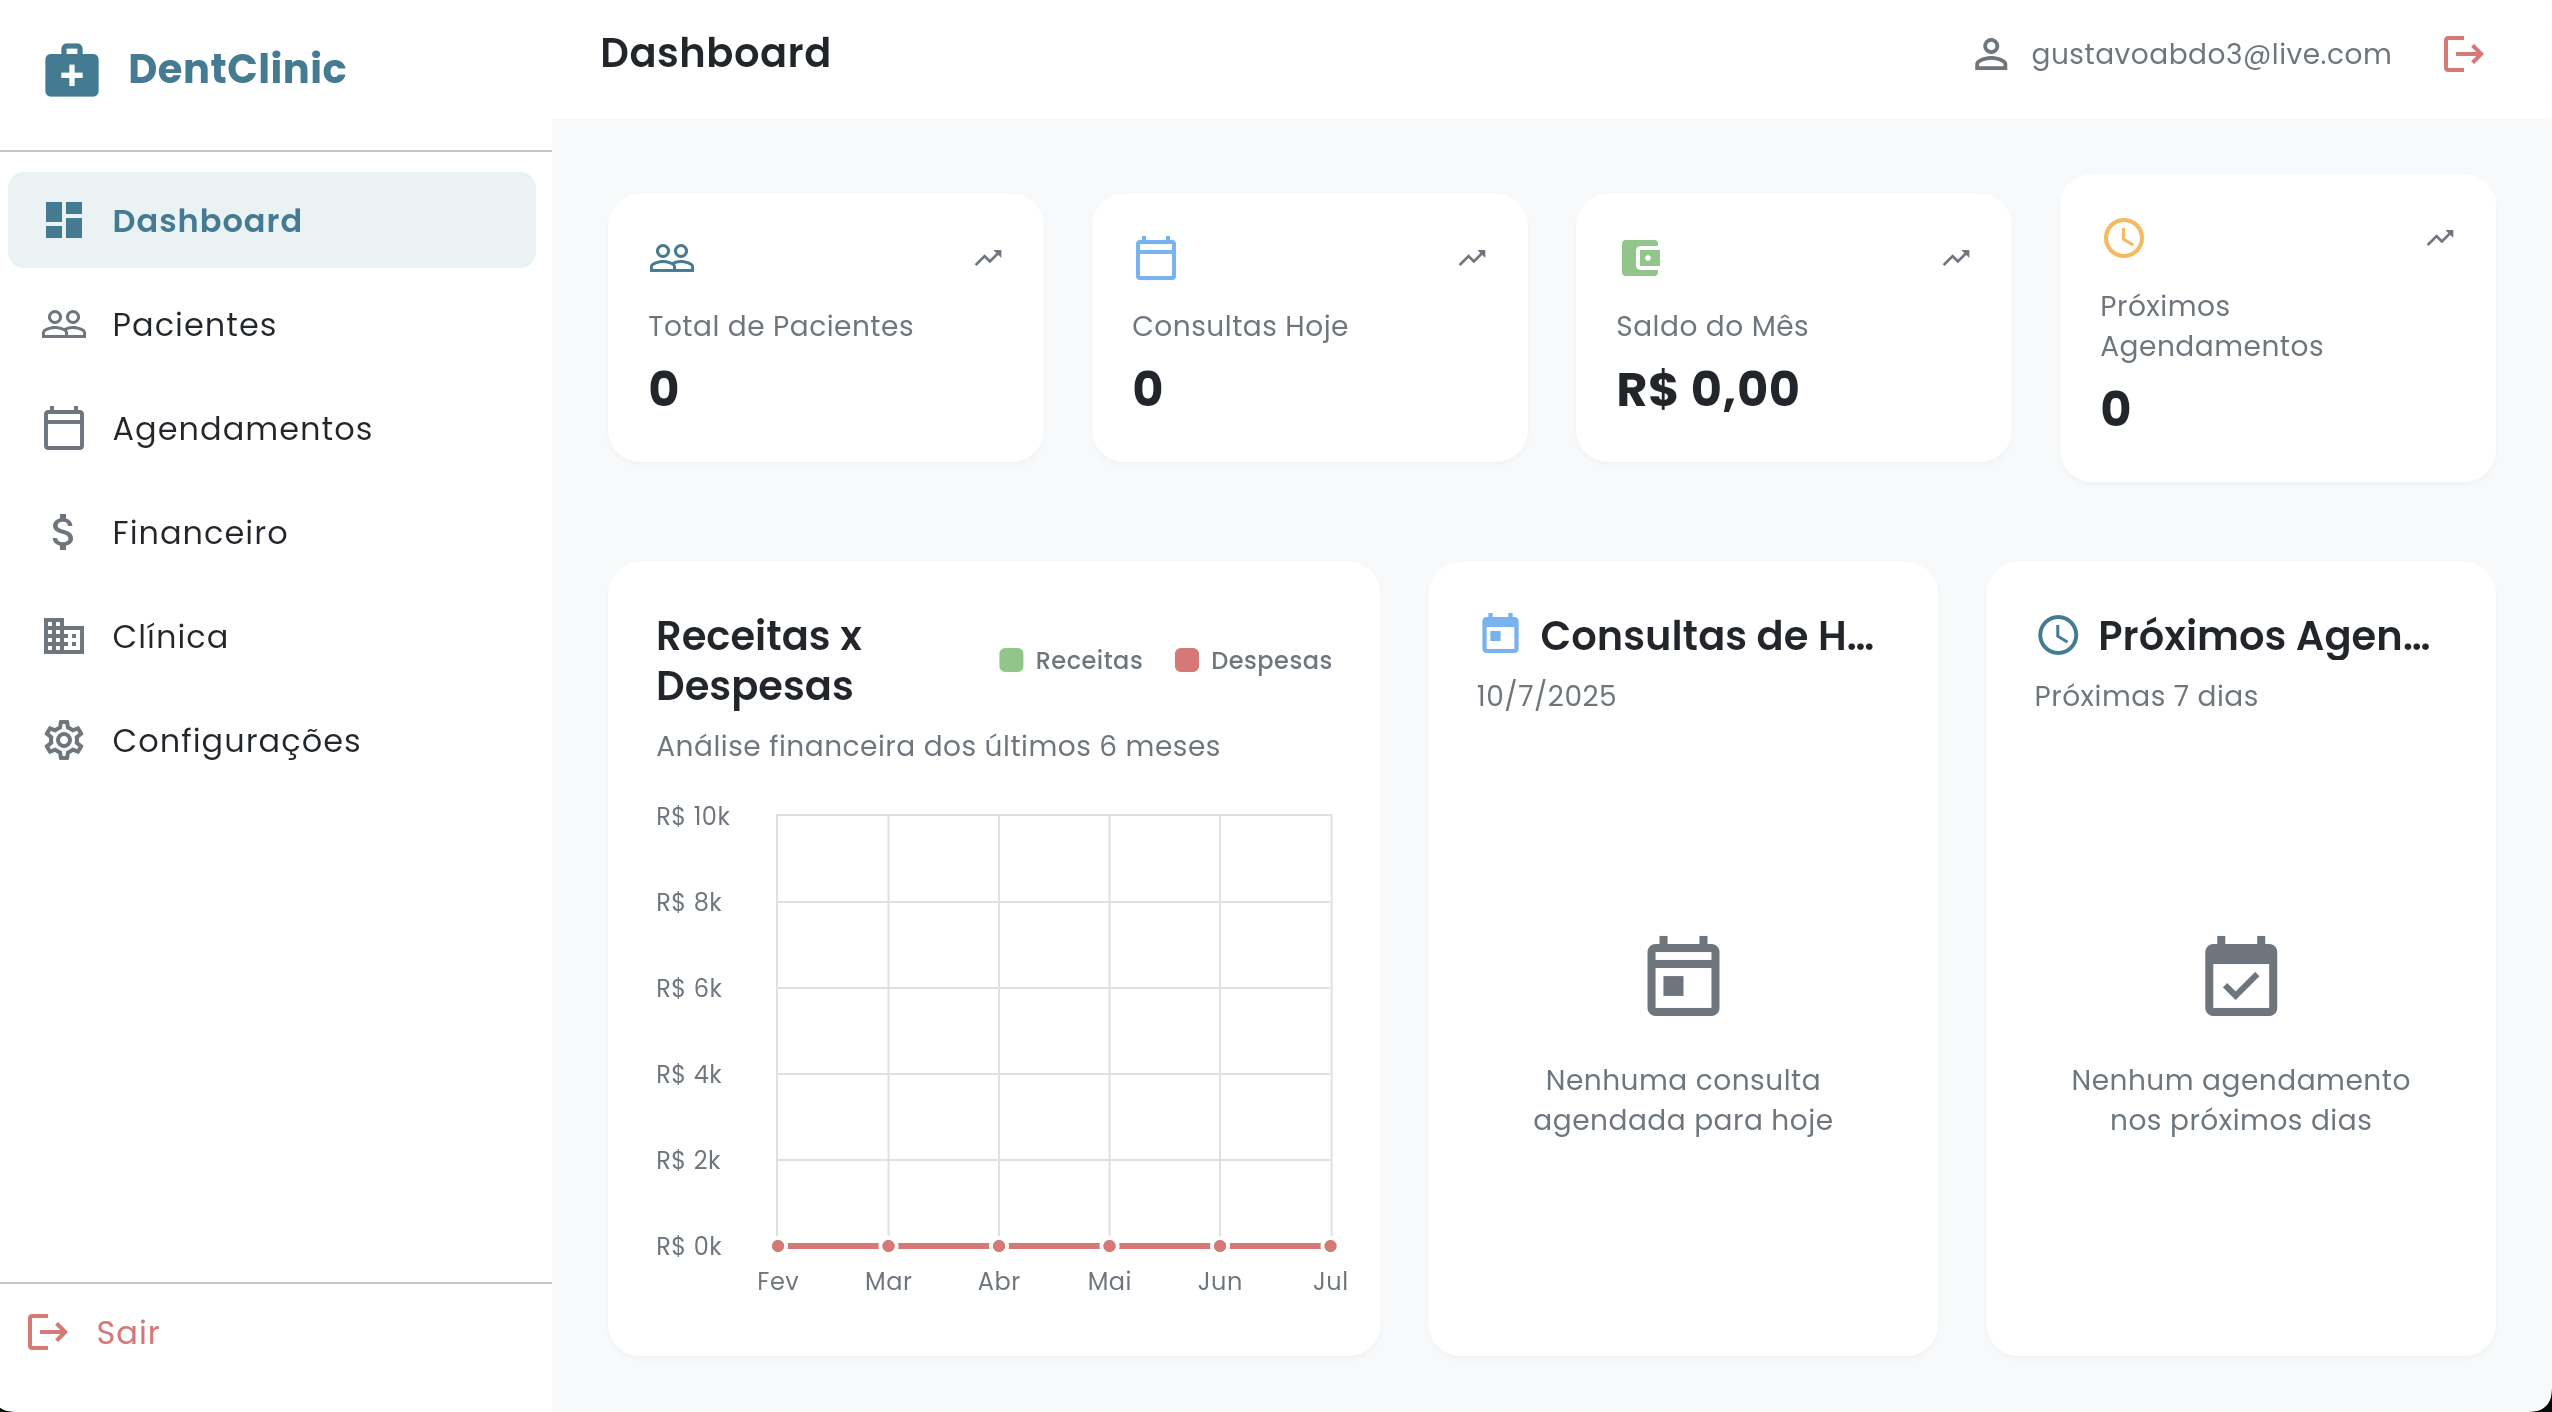 DentClinic
Dashboard
Pacientes
Agendamentos
Financeiro
Clínica
Configurações
Sair
Dashboard
gustavoabdo3@live.com
Total de Pacientes
0
Consultas Hoje
0
Saldo do Mês
R$ 0,00
Próximos
Agendamentos
0
Receitas x
Despesas
Receitas
Despesas
Análise financeira dos últimos 6 meses
R$ 10k
R$ 8k
R$ 6k
R$ 4k
R$ 2k
R$ 0k
Fev Mar Abr Mai Jun Jul
Consultas de H...
10/7/2025
Nenhuma consulta
agendada para hoje
Próximos Agen...
Próximas 7 dias
Nenhum agendamento
nos próximos dias